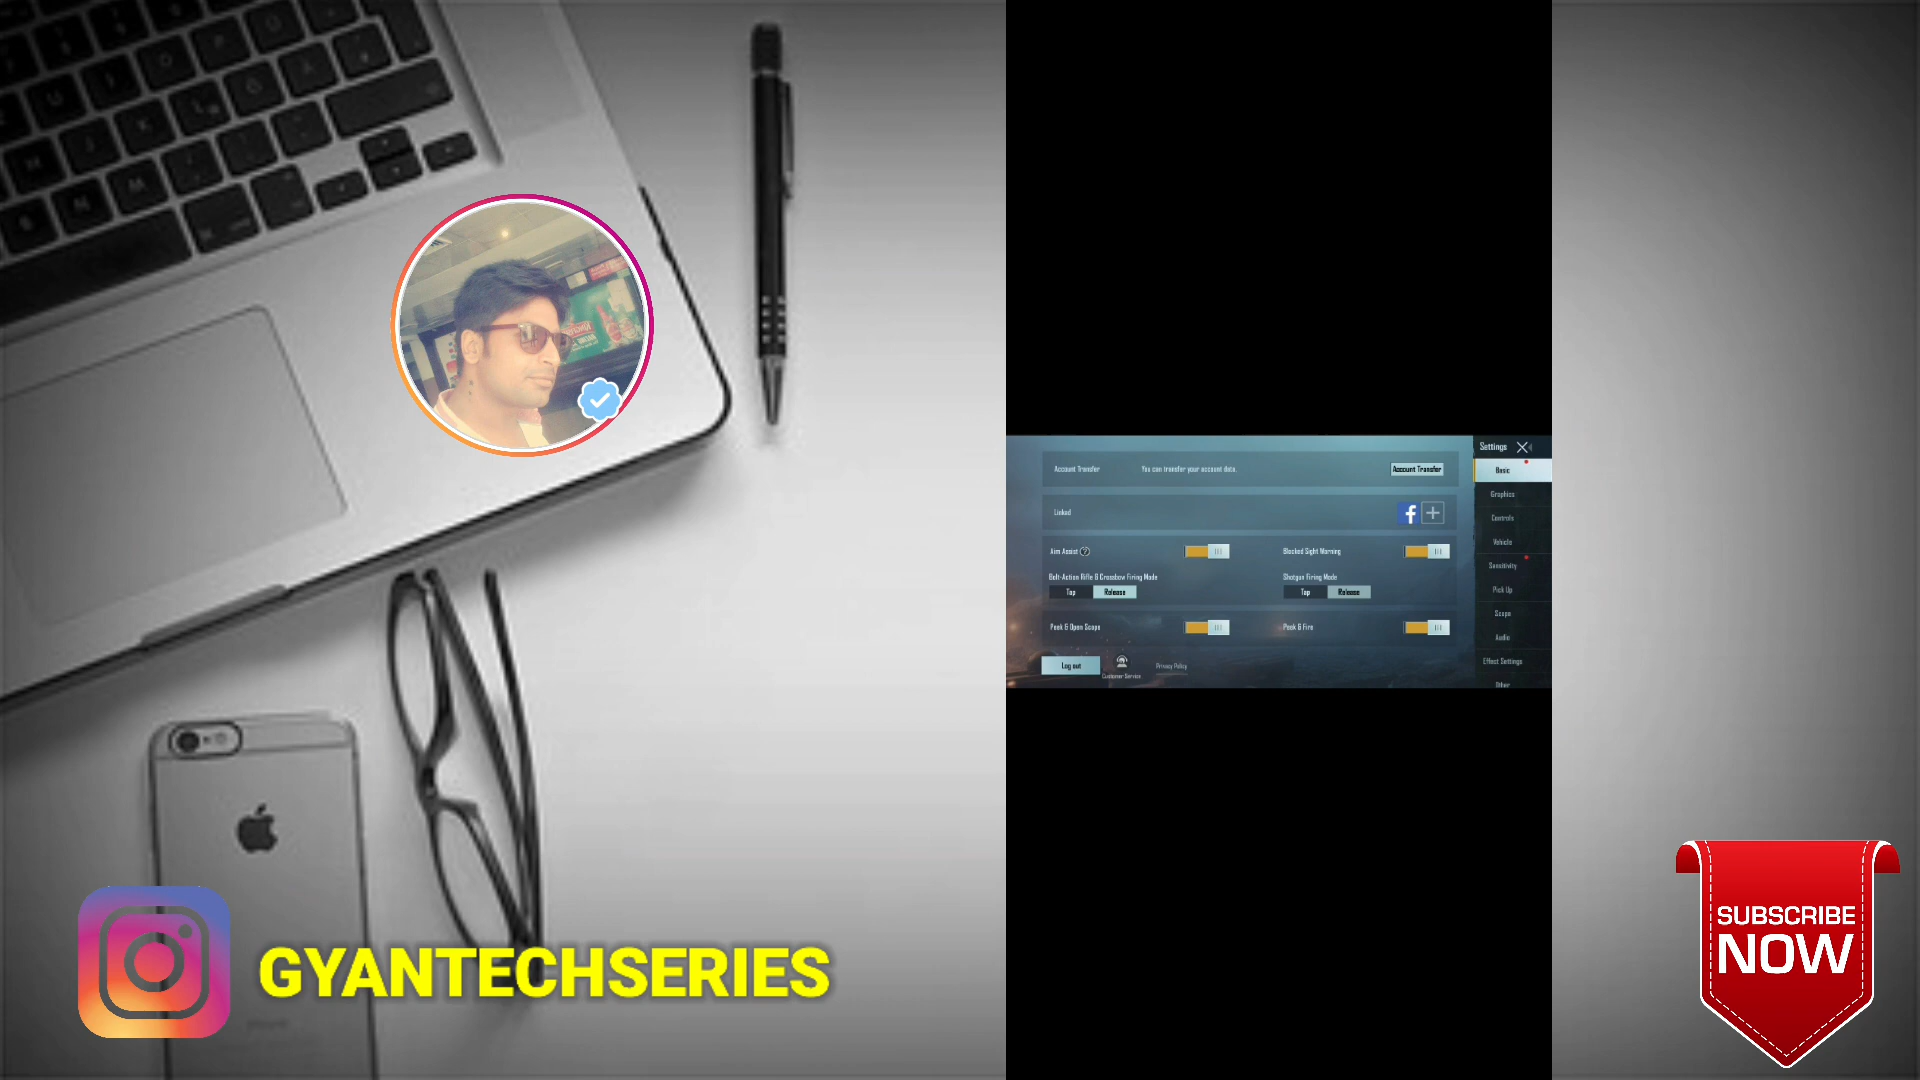 Settings
Account Transfer
You can transfer your account data.
Account Transfer
Basic
Graphics
Linked
Controls
Vehicle
Aim Assist
Blocked Sight Warning
Sensitivity
Bolt-Action Rifle & Crossbow Firing Mode
Shotgun Firing Mode
Tap
Release
Tap
Release
Pick Up
Scope
Peek & Open Scope
Peek & Fire
Audio
Effect Settings
Log out
Customer Service
Privacy Policy
Other
GYANTECHSERIES
SUBSCRIBE
NOW